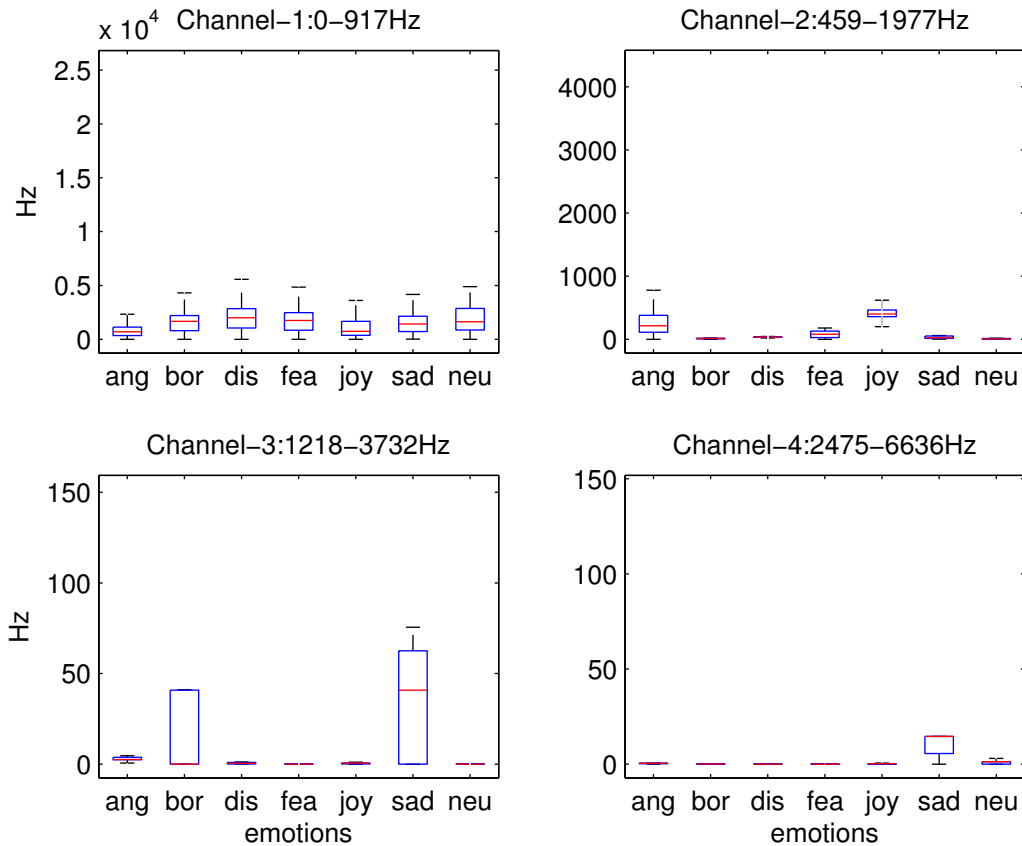 x 10^4
Channel−1:0−917Hz
2.5
2
1.5
1
0.5
0
Hz
ang bor dis fea joy sad neu
Channel−2:459−1977Hz
4000
3000
2000
1000
0
ang bor dis fea joy sad neu
Channel−3:1218−3732Hz
150
100
50
0
Hz
ang bor dis fea joy sad neu
emotions
Channel−4:2475−6636Hz
150
100
50
0
ang bor dis fea joy sad neu
emotions